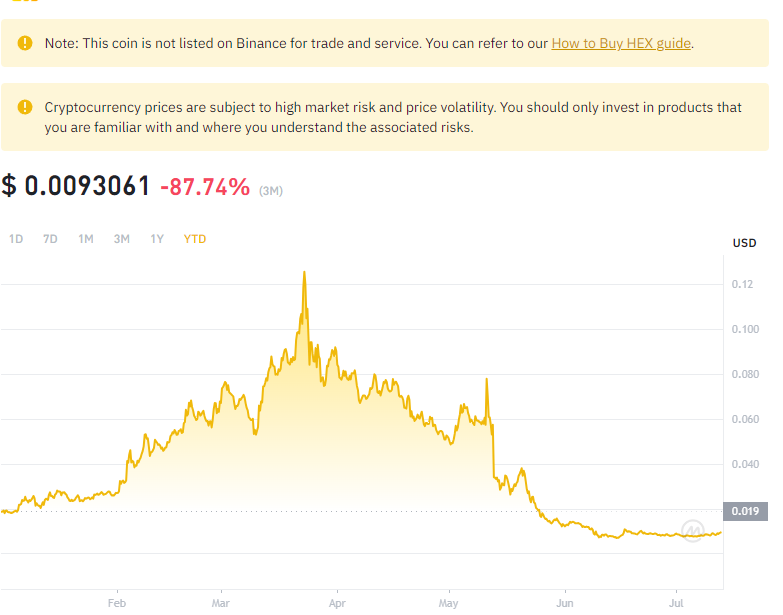 Note: This coin is not listed on Binance for trade and service. You can refer to our How to Buy HEX guide.
Cryptocurrency prices are subject to high market risk and price volatility. You should only invest in products that
you are familiar with and where you understand the associated risks.
$ 0.0093061 -87.74% (3M)
1D 7D 1M 3M 1Y YTD
USD
0.12
0.100
0.080
0.060
0.040
0.019
Feb Mar Apr May Jun Jul